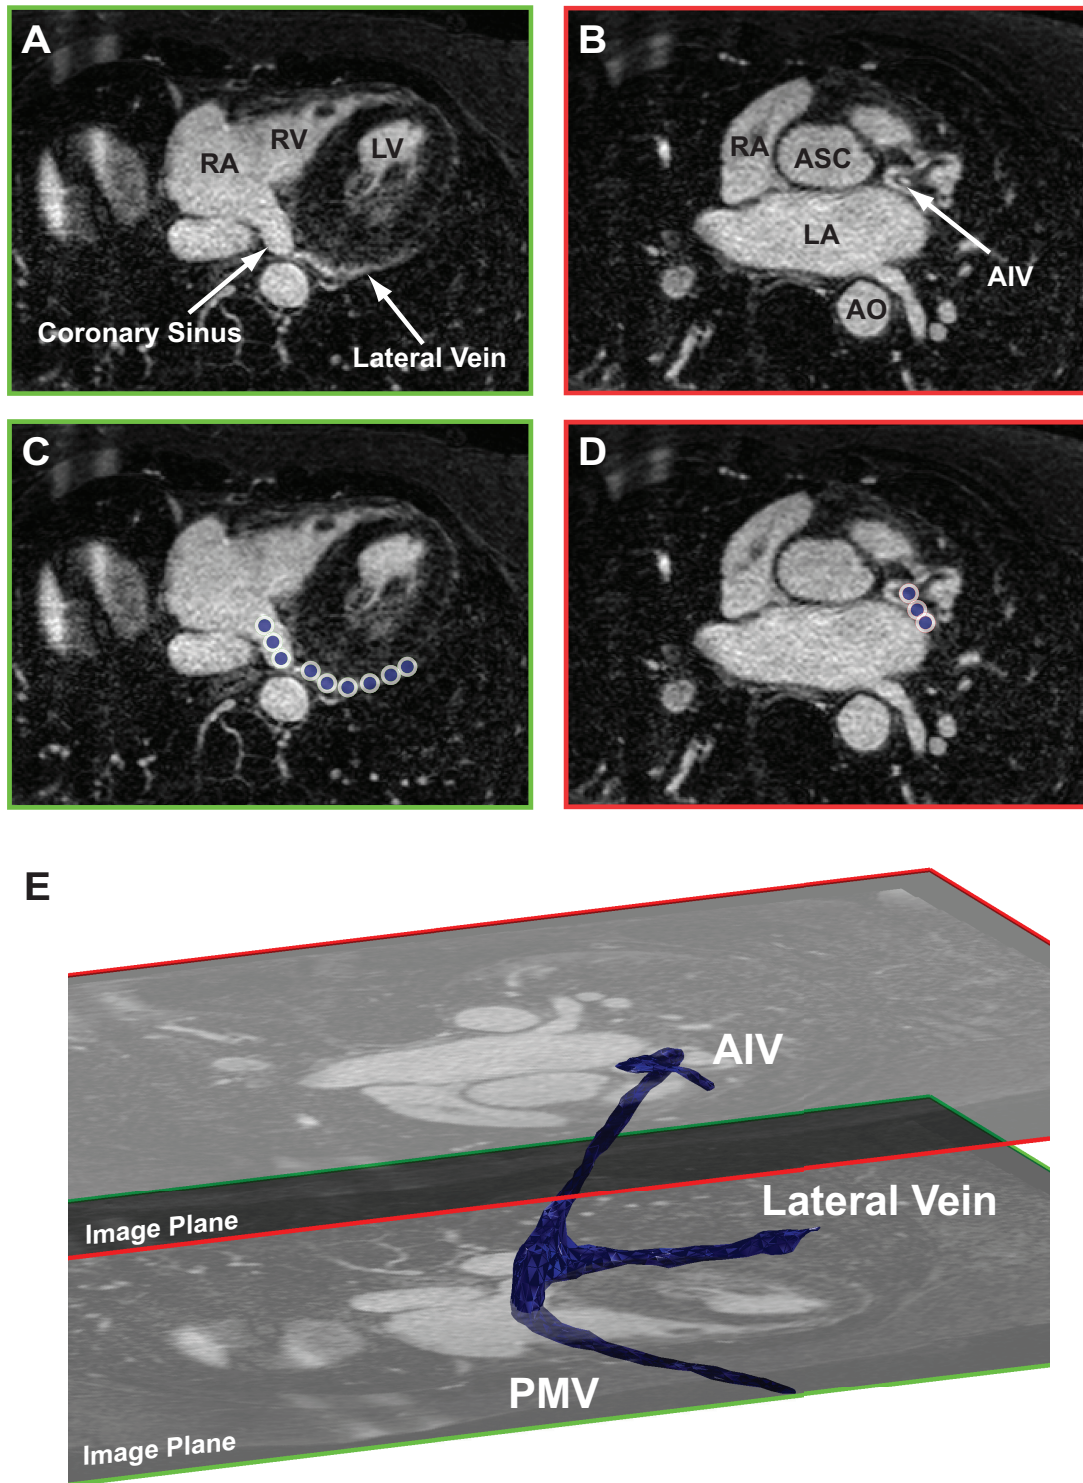 A
RV
RA
LV
Coronary Sinus
Lateral Vein
B
RA
ASC
LA
AIV
AO
C
D
E
AIV
Lateral Vein
Image Plane
PMV
Image Plane